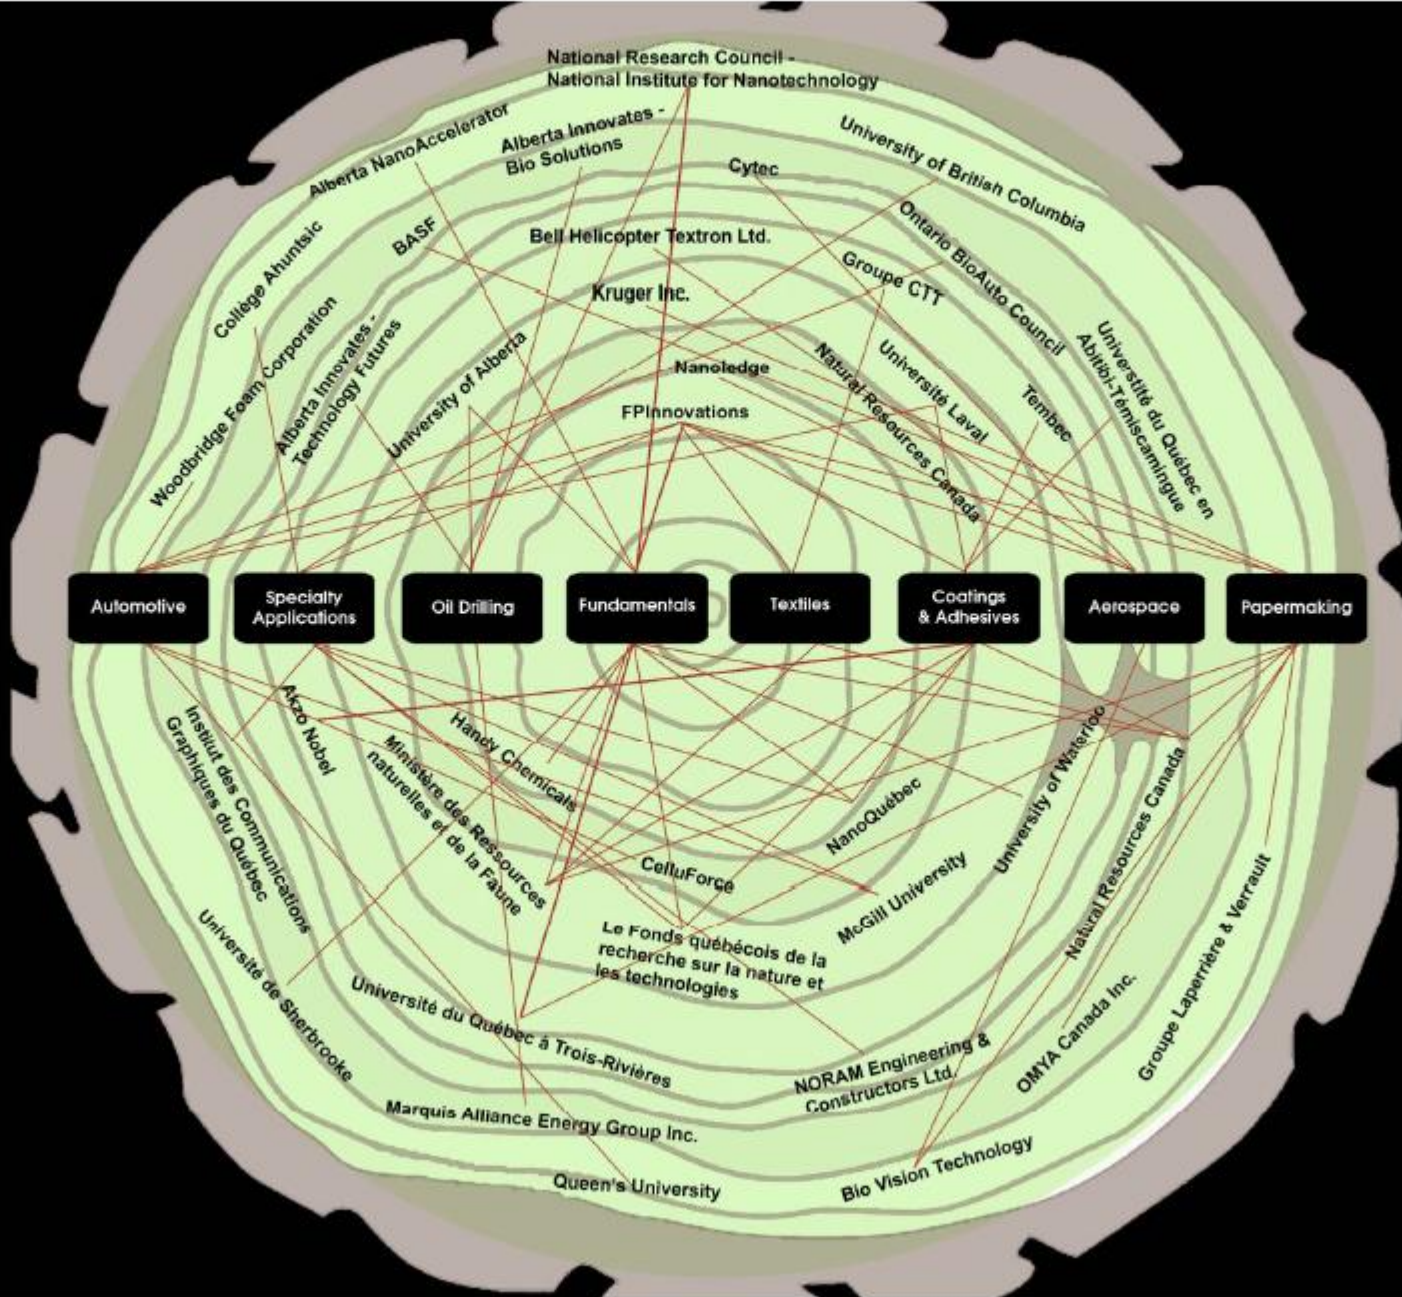 National Research Council -
National Institute for Nanotechnology
Alberta NanoAccelerator
Alberta Innovates -
Bio Solutions
Cytec
University of British Columbia
Collège Ahuntsic
BASF
Bell Helicopter Textron Ltd.
Ontario BioAuto Council
Groupe CTT
Kruger Inc.
Woodbridge Foam Corporation
Alberta Innovates -
Technology Futures
University of Alberta
Nanoledge
FPInnovations
Natural Resources Canada
Université Laval
Tembec
Universtité du Québec en
Abitibi-Témiscamingue
Automotive
Specialty
Applications
Oil Drilling
Fundamentals
Textiles
Coatings
& Adhesives
Aerospace
Papermaking
Institut des Communications
Graphiques du Québec
Akzo Nobel
Ministère des Ressources
naturelles et de la Faune
Handy Chemicals
CelluForce
NanoQuébec
McGill University
University of Waterloo
Natural Resources Canada
Groupe Laperrière & Verrault
Université de Sherbrooke
Le Fonds québécois de la
recherche sur la nature et
les technologies
Université du Québec à Trois-Rivières
NORAM Engineering &
Constructors Ltd.
OMYA Canada Inc.
Marquis Alliance Energy Group Inc.
Queen's University
Bio Vision Technology